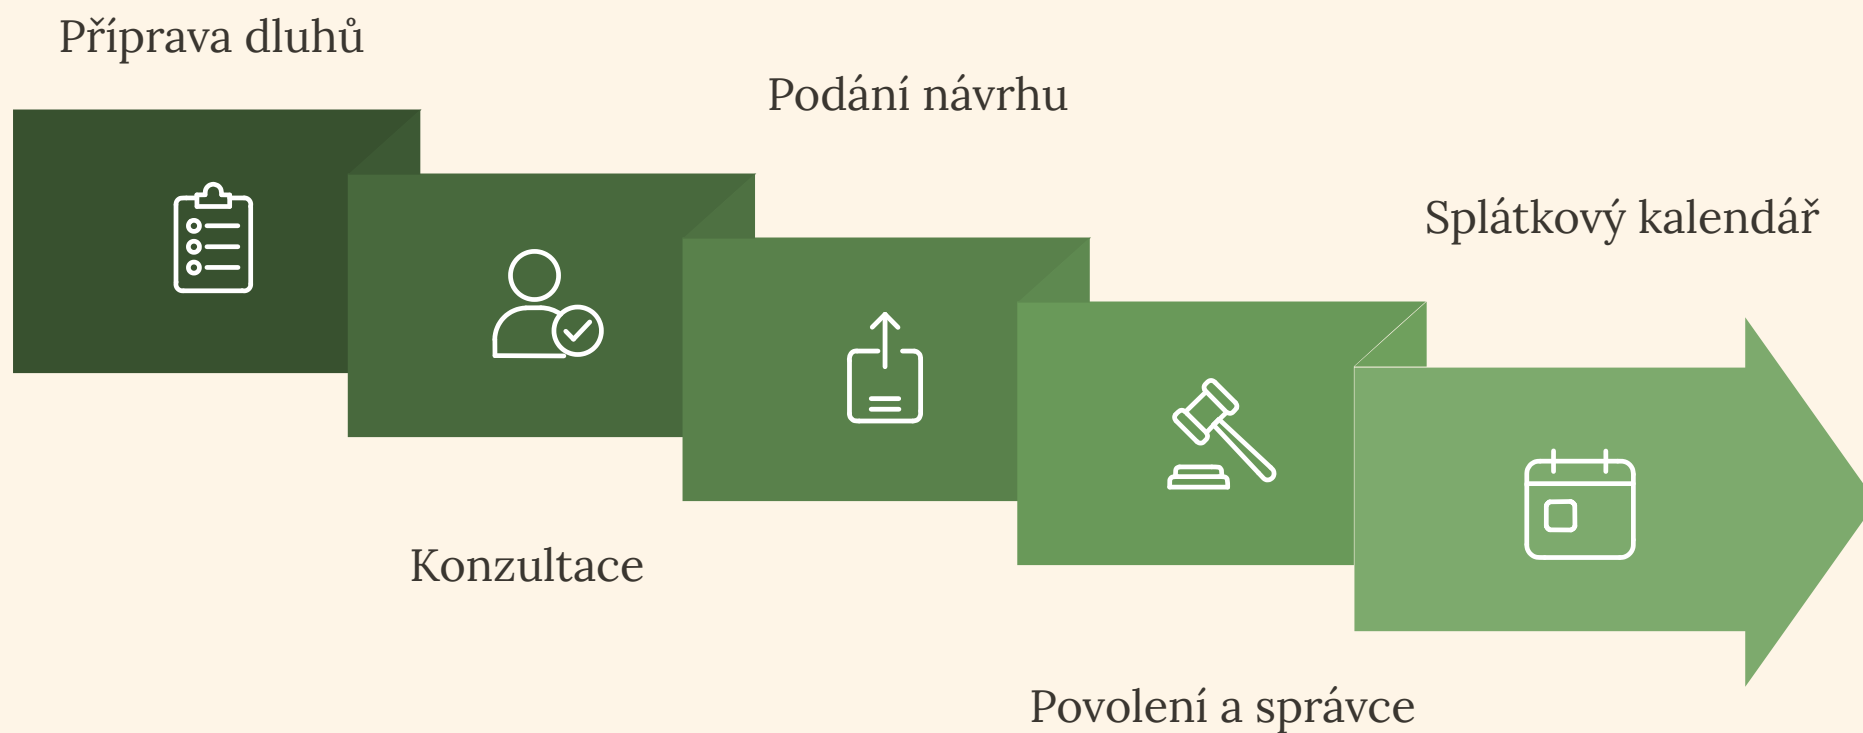 Příprava dluhů
Konzultace
Podání návrhu
Povolení a správce
Splátkový kalendář